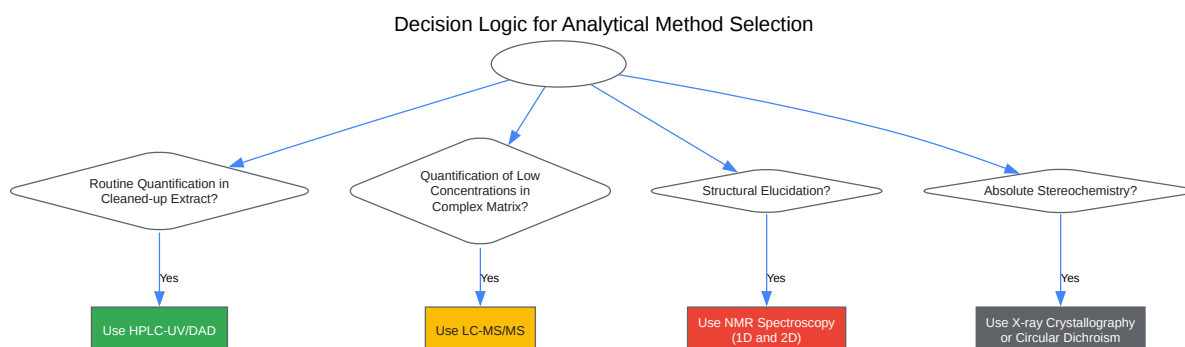 Decision Logic for Analytical Method Selection
Routine Quantification in
Cleaned-up Extract?
Quantification of Low
Concentrations in
Complex Matrix?
Structural Elucidation?
Absolute Stereochemistry?
Yes
Yes
Yes
Yes
Use HPLC-UV/DAD
Use LC-MS/MS
Use NMR Spectroscopy
(1D and 2D)
Use X-ray Crystallography
or Circular Dichroism